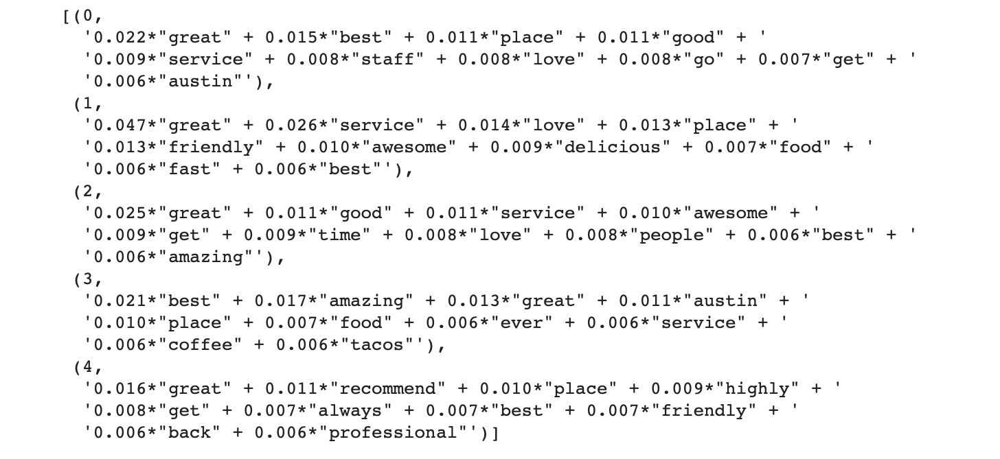 [(0,
'0.022*"great" + 0.015*"best" + 0.011*"place" + 0.011*"good" + '
'0.009*"service" + 0.008*"staff" + 0.008*"love" + 0.008*"go" + 0.007*"get" + '
'0.006*"austin"'),
(1,
'0.047*"great" + 0.026*"service" + 0.014*"love" + 0.013*"place" + '
'0.013*"friendly" + 0.010*"awesome" + 0.009*"delicious" + 0.007*"food" + '
'0.006*"fast" + 0.006*"best"'),
(2,
'0.025*"great" + 0.011*"good" + 0.011*"service" + 0.010*"awesome" + '
'0.009*"get" + 0.009*"time" + 0.008*"love" + 0.008*"people" + 0.006*"best" + '
'0.006*"amazing"'),
(3,
'0.021*"best" + 0.017*"amazing" + 0.013*"great" + 0.011*"austin" + '
'0.010*"place" + 0.007*"food" + 0.006*"ever" + 0.006*"service" + '
'0.006*"coffee" + 0.006*"tacos"'),
(4,
'0.016*"great" + 0.011*"recommend" + 0.010*"place" + 0.009*"highly" + '
'0.008*"get" + 0.007*"always" + 0.007*"best" + 0.007*"friendly" + '
'0.006*"back" + 0.006*"professional"')]